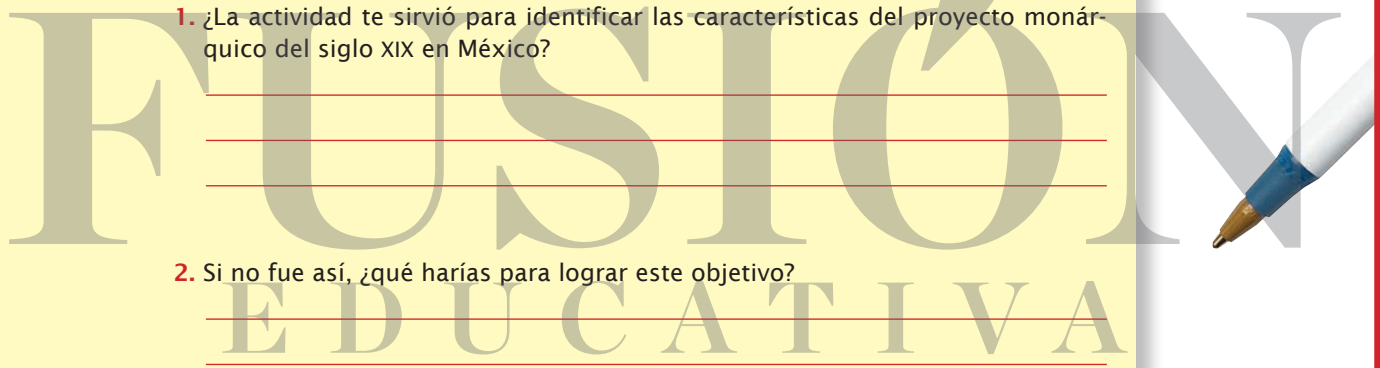 1. ¿La actividad te sirvió para identificar las características del proyecto monár-
quico del siglo XIX en México?
2. Si no fue así, ¿qué harías para lograr este objetivo?
FUSIÓN
EDUCATIVA